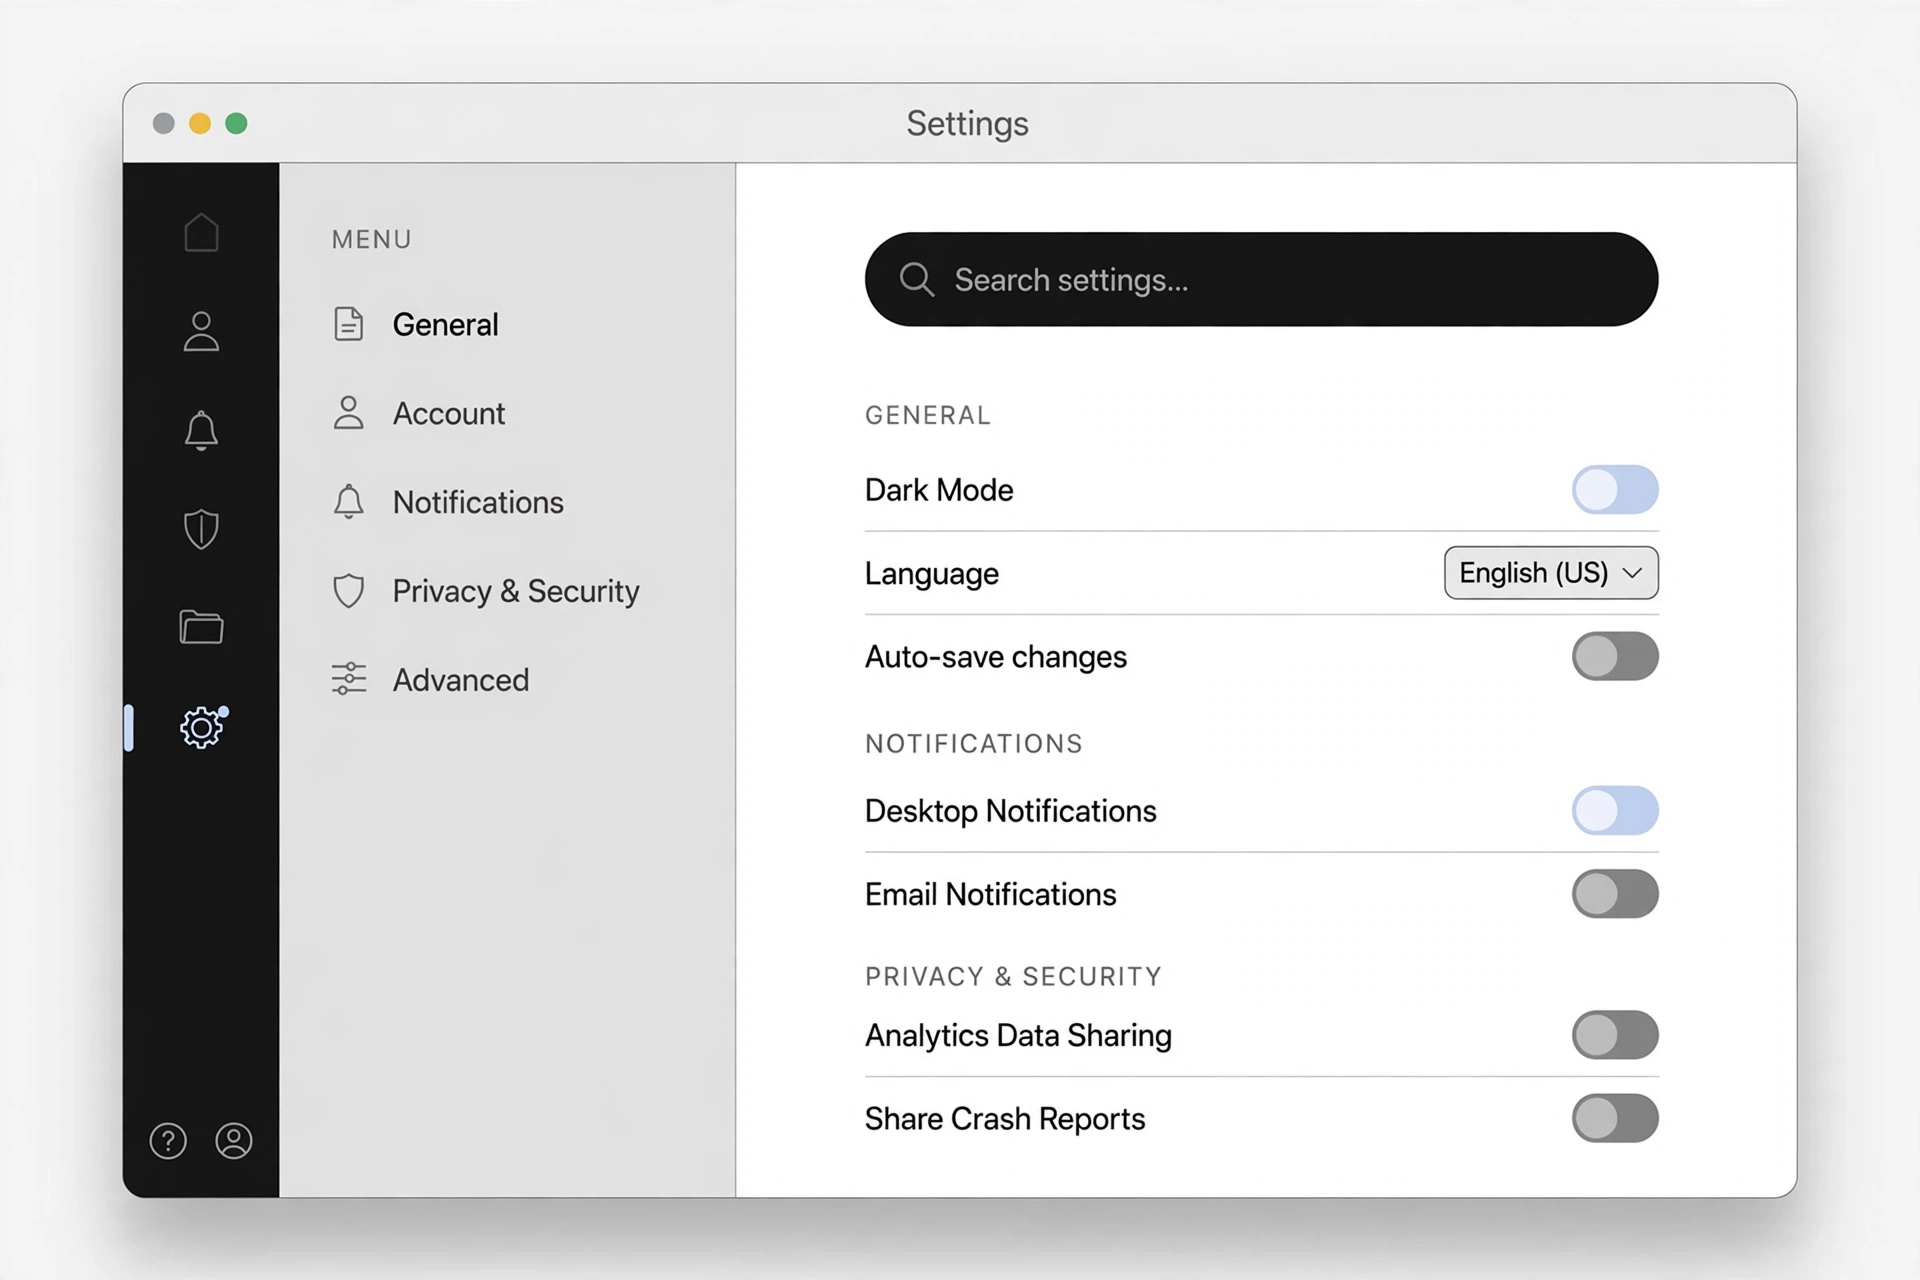 Settings
MENU
General
Account
Notifications
Privacy & Security
Advanced
?
Search settings...
GENERAL
Dark Mode
Language
English (US)
Auto-save changes
NOTIFICATIONS
Desktop Notifications
Email Notifications
PRIVACY & SECURITY
Analytics Data Sharing
Share Crash Reports